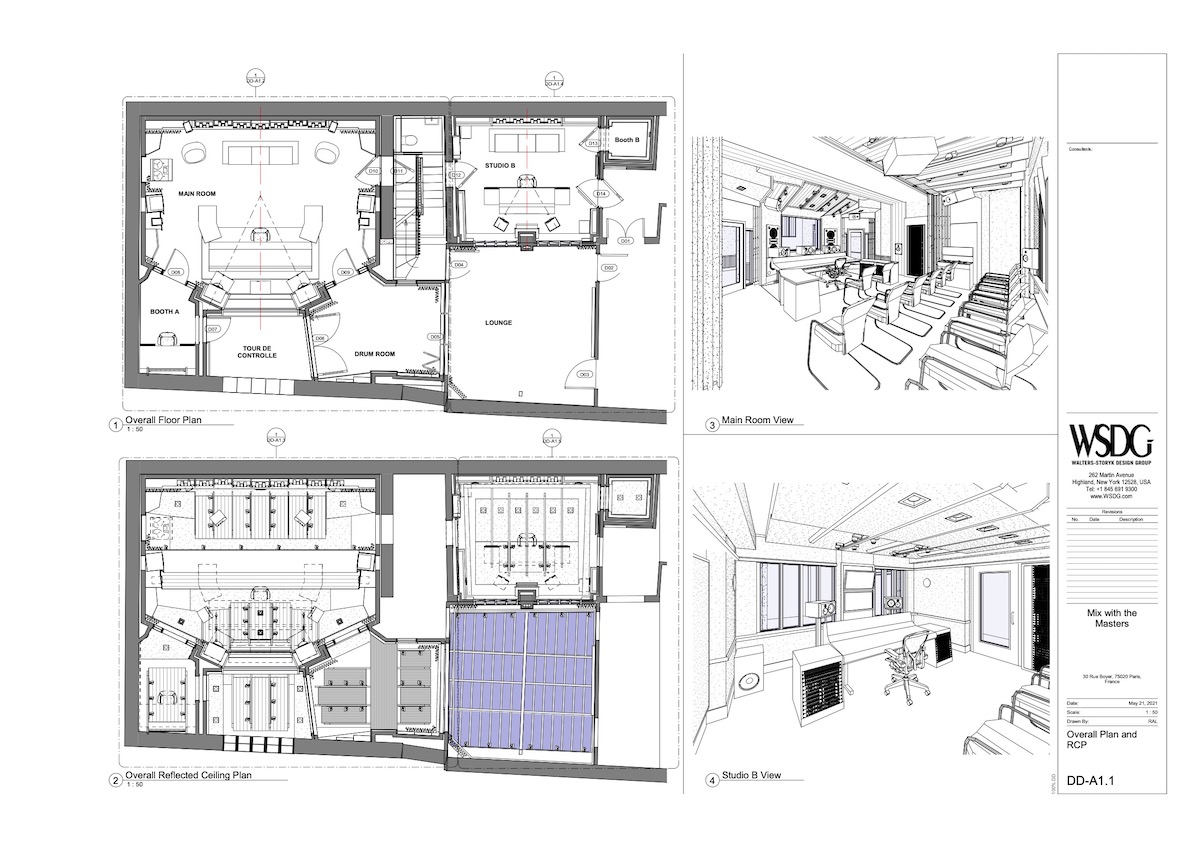 1
DD-A1.2
1
DD-A1.4
MAIN ROOM
STUDIO B
Booth B
D13
D10
D11
D12
D14
D01
D08
D09
D04
D02
BOOTH A
LOUNGE
D07
D06
D05
TOUR DE
CONTROLLE
DRUM ROOM
D03
1
Overall Floor Plan
1 : 50
3
Main Room View
2
Overall Reflected Ceiling Plan
1 : 50
4
Studio B View
Consultants:
WSDG
WALTERS-STORYK DESIGN GROUP
262 Martin Avenue
Highland, New York 12528, USA
Tel: +1 845 691 9300
www.WSDG.com
Revisions
No. Date Description
Mix with the
Masters
30 Rue Boyer, 75020 Paris,
France
Date: May 21, 2021
Scale: 1 : 50
Drawn By: RAL
Overall Plan and
RCP
100% DD
DD-A1.1